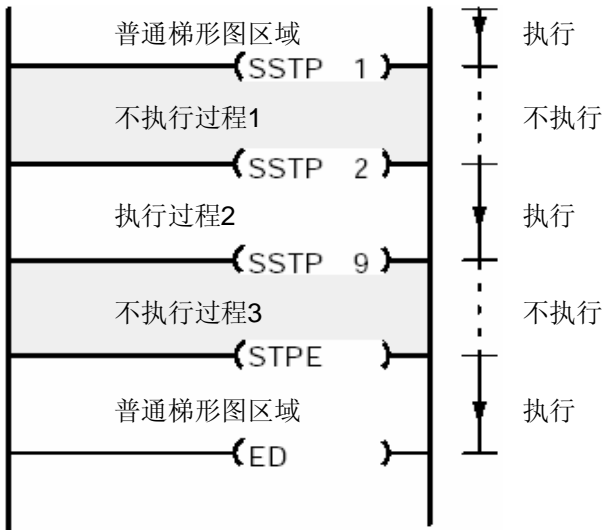 普通梯形图区域 执行
SSTP 1
不执行过程1 不执行
SSTP 2
执行过程2 执行
SSTP 9
不执行过程3 不执行
STPE
普通梯形图区域 执行
ED